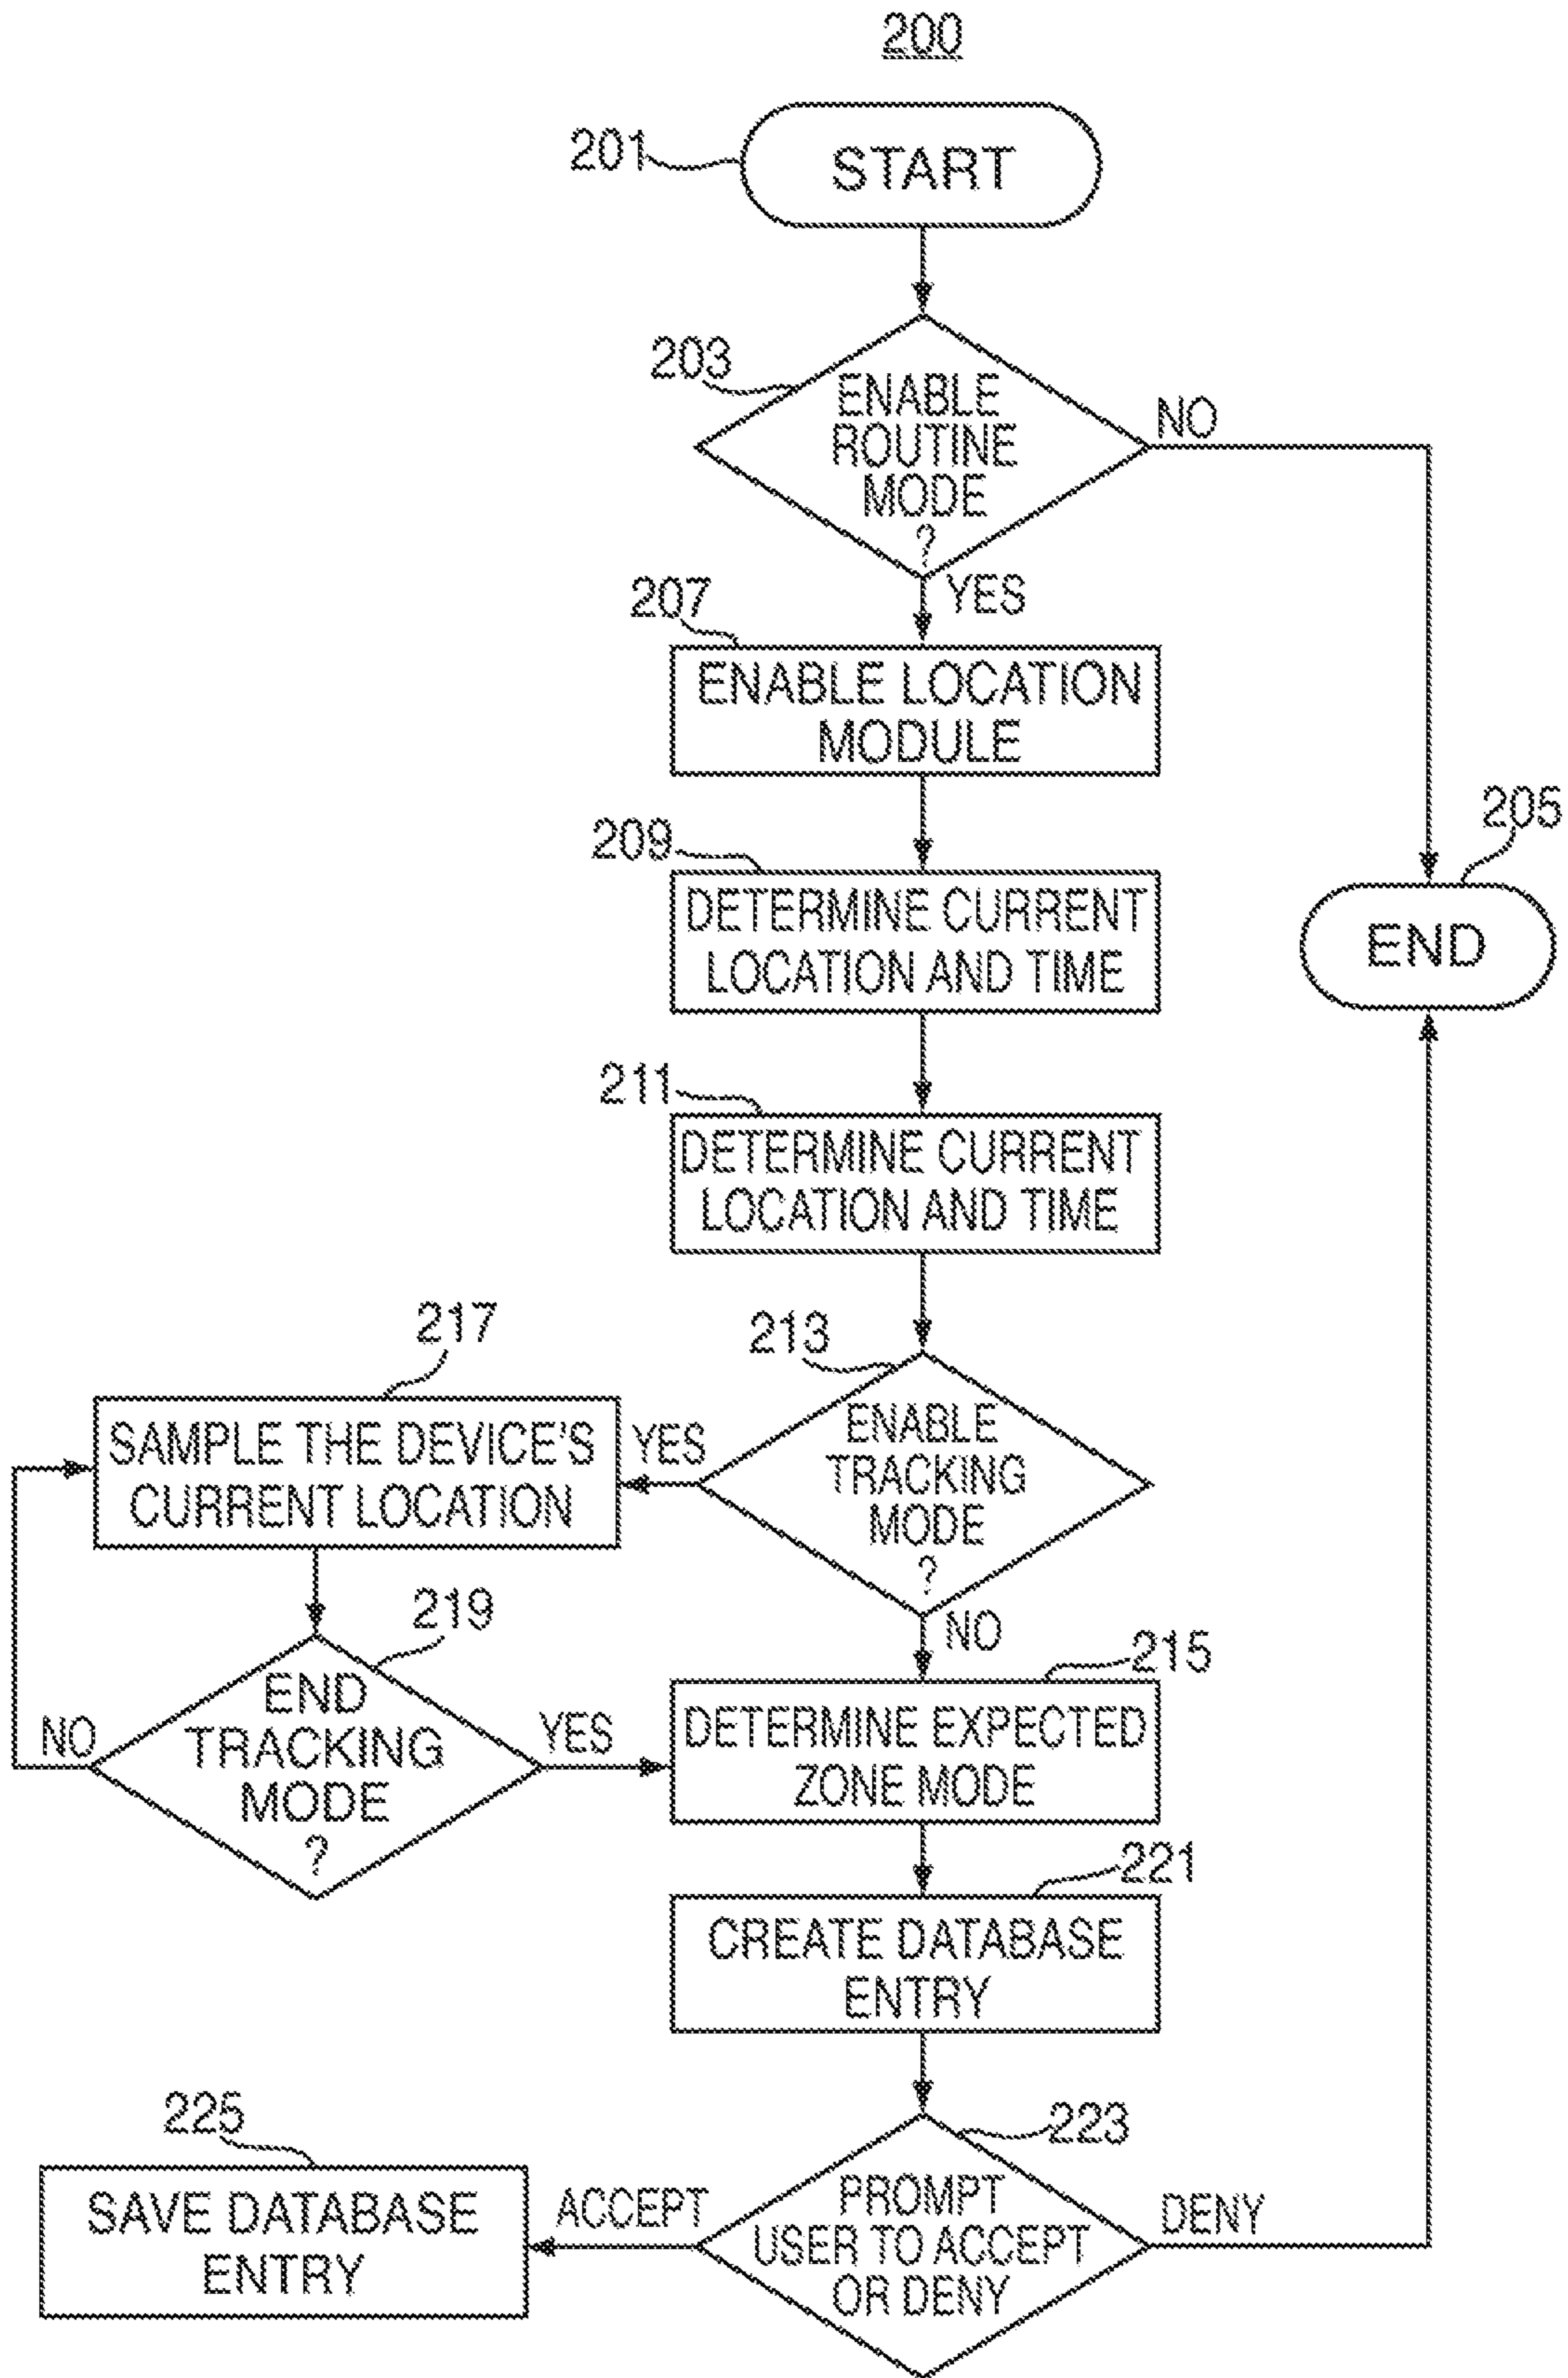 200
201
START
203
ENABLE
ROUTINE
MODE
?
NO
YES
207
ENABLE LOCATION
MODULE
209
DETERMINE CURRENT
LOCATION AND TIME
205
END
211
DETERMINE CURRENT
LOCATION AND TIME
213
ENABLE
TRACKING
MODE
?
YES
NO
217
SAMPLE THE DEVICE'S
CURRENT LOCATION
219
END
TRACKING
MODE
?
NO
YES
215
DETERMINE EXPECTED
ZONE MODE
221
CREATE DATABASE
ENTRY
223
PROMPT
USER TO ACCEPT
OR DENY
ACCEPT
DENY
225
SAVE DATABASE
ENTRY